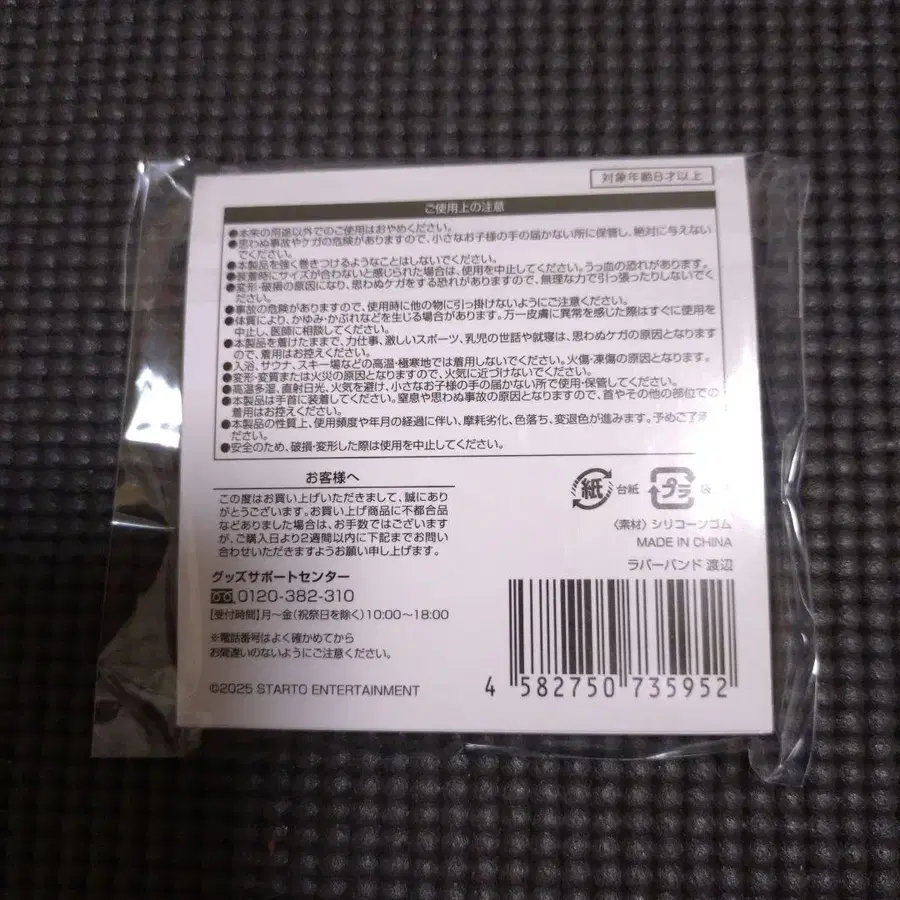 対象年齢8才以上
ご使用上の注意
●本来の用途以外でのご使用はおやめください。
●思わぬ事故やケガの危険がありますので、小さなお子様の手の届かない所に保管し、絶対に与えない
でください。
●本製品を強く巻きつけるようなことはしないでください。
●装着時にサイズが合わないと感じられた場合は、使用を中止してください。うっ血の恐れがあります。
●変形・破損の原因になり、思わぬケガをする恐れがありますので、無理な力で引っ張ったりしないでく
ださい。
●事故の危険がありますので、使用時に他の物に引っ掛けないようにご注意ください。
●体質により、かゆみ・かぶれなどを生じる場合があります。万一皮膚に異常を感じた際はすぐに使用を
中止し、医師に相談してください。
●本製品を着けたままで、力仕事、激しいスポーツ、乳児の世話や就寝は、思わぬケガの原因となります
ので、着用はお控えください。
●入浴、サウナ、スキー場などの高温・極寒地では着用しないでください。火傷・凍傷の原因となります。
●変形・変質または火災の原因となりますので、火気に近づけないでください。
●高温多湿、直射日光、火気を避け、小さなお子様の手の届かない所で使用・保管してください。
●本製品は手首に装着してください。窒息や思わぬ事故の原因となりますので、首やその他の部位での
着用はお控えください。
●本製品の性質上、使用頻度や年月の経過に伴い、摩耗劣化、色落ち、変退色が進みます。予めご了承
ください。
●安全のため、破損・変形した際は使用を中止してください。
お客様へ
この度はお買い上げいただきまして、誠にあり
がとうございます。お買い上げ商品に不都合品
などありました場合は、お手数ではございます
が、ご購入日より2週間以内に下記までお問い
合わせいただきますようお願い申し上げます。
グッズサポートセンター
0120-382-310
【受付時間】月〜金(祝祭日を除く)10:00〜18:00
※電話番号はよく確かめてから
お間違いのないようにご注意ください。
©2025 STARTO ENTERTAINMENT
紙 台紙 プラ 袋
〈素材〉シリコーンゴム
MADE IN CHINA
ラバーバンド 渡辺
4 582750 735952